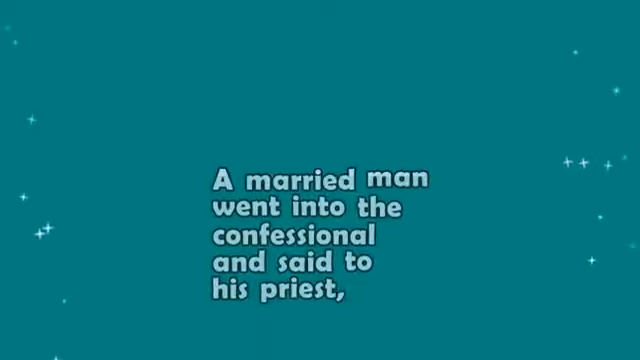 A married man
went into the
confessional
and said to
his priest,